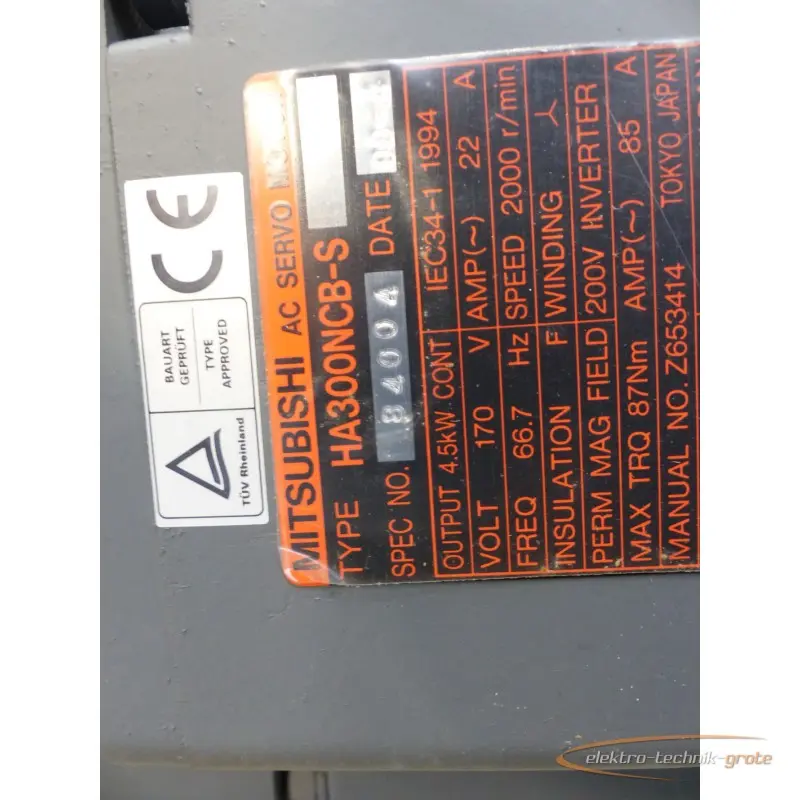 MITSUBISHI AC SERVO
TYPE HA300NCB-S
SPEC NO. DATE
OUTPUT 4.5kW CONT IEC34-1 1994
VOLT 170 V AMP(~) 22 A
FREQ 66.7 Hz SPEED 2000 r/min
INSULATION F WINDING
PERM MAG FIELD 200V INVERTER
MAX TRQ 87Nm AMP(~) 85 A
MANUAL NO. Z653414 TOKYO JAPAN
TÜV Rheinland
BAUART
GEPRÜFT
TYPE
APPROVED
CE
elektro-technik-grote